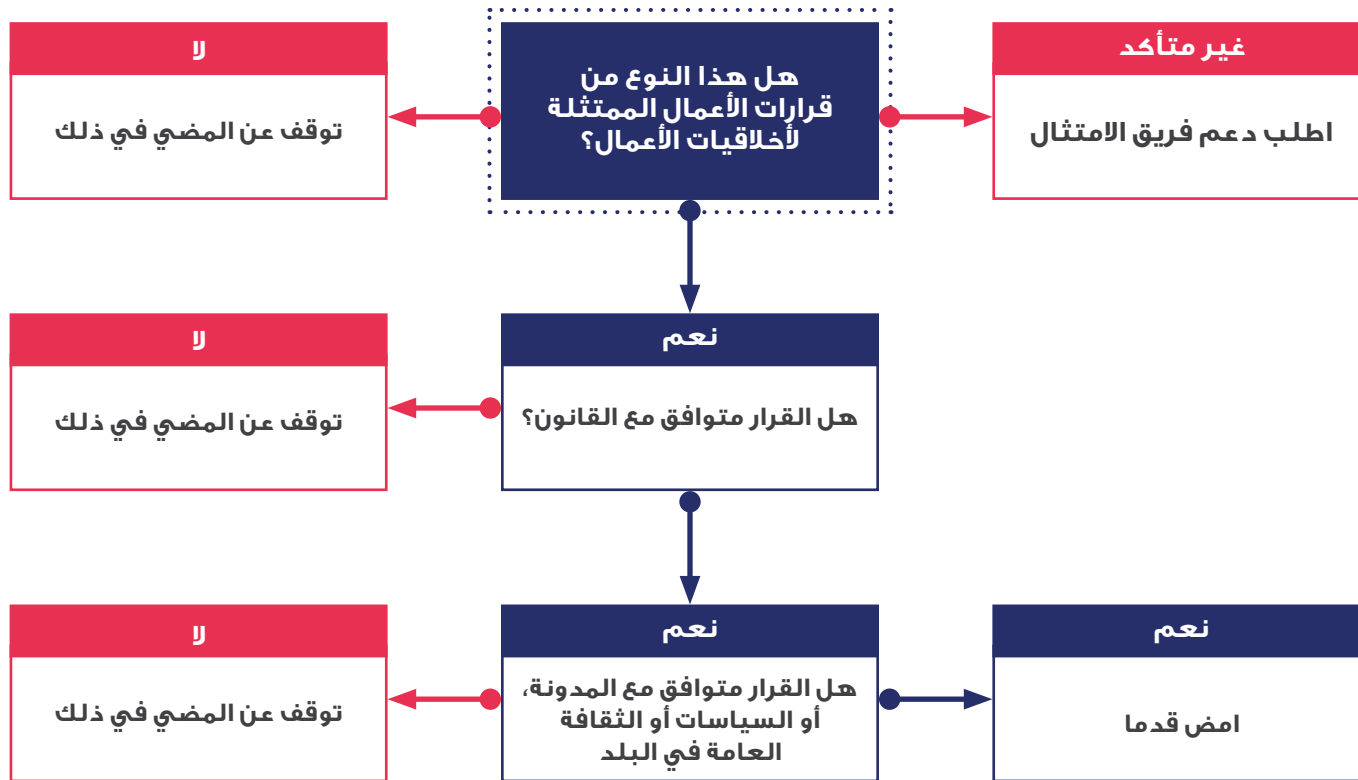 غير متأكد
اطلب دعم فريق الامتثال
هل هذا النوع من
قرارات الأعمال الممتثلة
لأخلاقيات الأعمال؟
لا
توقف عن المضي في ذلك
نعم
هل القرار متوافق مع القانون؟
لا
توقف عن المضي في ذلك
نعم
امض قدما
نعم
هل القرار متوافق مع المدونة،
أو السياسات أو الثقافة
العامة في البلد
لا
توقف عن المضي في ذلك